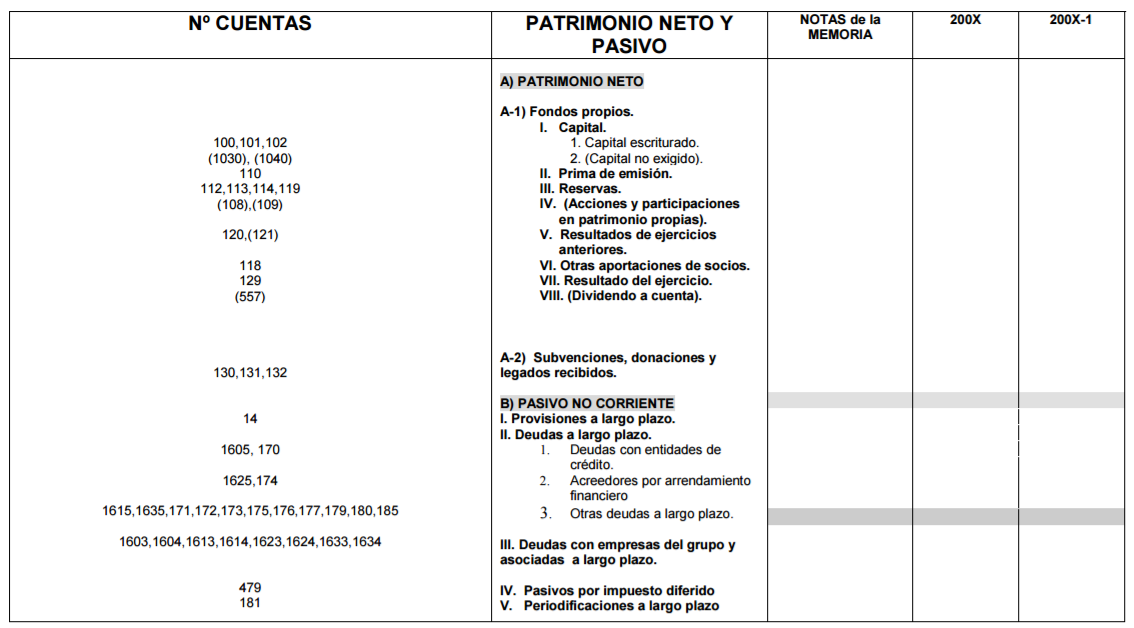 Nº CUENTAS
PATRIMONIO NETO Y
PASIVO
NOTAS de la
MEMORIA
200X
200X-1
A) PATRIMONIO NETO
A-1) Fondos propios.
I. Capital.
100,101,102 1. Capital escriturado.
(1030), (1040) 2. (Capital no exigido).
110 II. Prima de emisión.
112,113,114,119 III. Reservas.
(108),(109) IV. (Acciones y participaciones
en patrimonio propias).
120,(121) V. Resultados de ejercicios
anteriores.
118 VI. Otras aportaciones de socios.
129 VII. Resultado del ejercicio.
(557) VIII. (Dividendo a cuenta).
A-2) Subvenciones, donaciones y
130,131,132 legados recibidos.
B) PASIVO NO CORRIENTE
14 I. Provisiones a largo plazo.
II. Deudas a largo plazo.
1605, 170 1. Deudas con entidades de
crédito.
1625,174 2. Acreedores por arrendamiento
financiero
1615,1635,171,172,173,175,176,177,179,180,185 3. Otras deudas a largo plazo.
1603,1604,1613,1614,1623,1624,1633,1634 III. Deudas con empresas del grupo y
asociadas a largo plazo.
479 IV. Pasivos por impuesto diferido
181 V. Periodificaciones a largo plazo